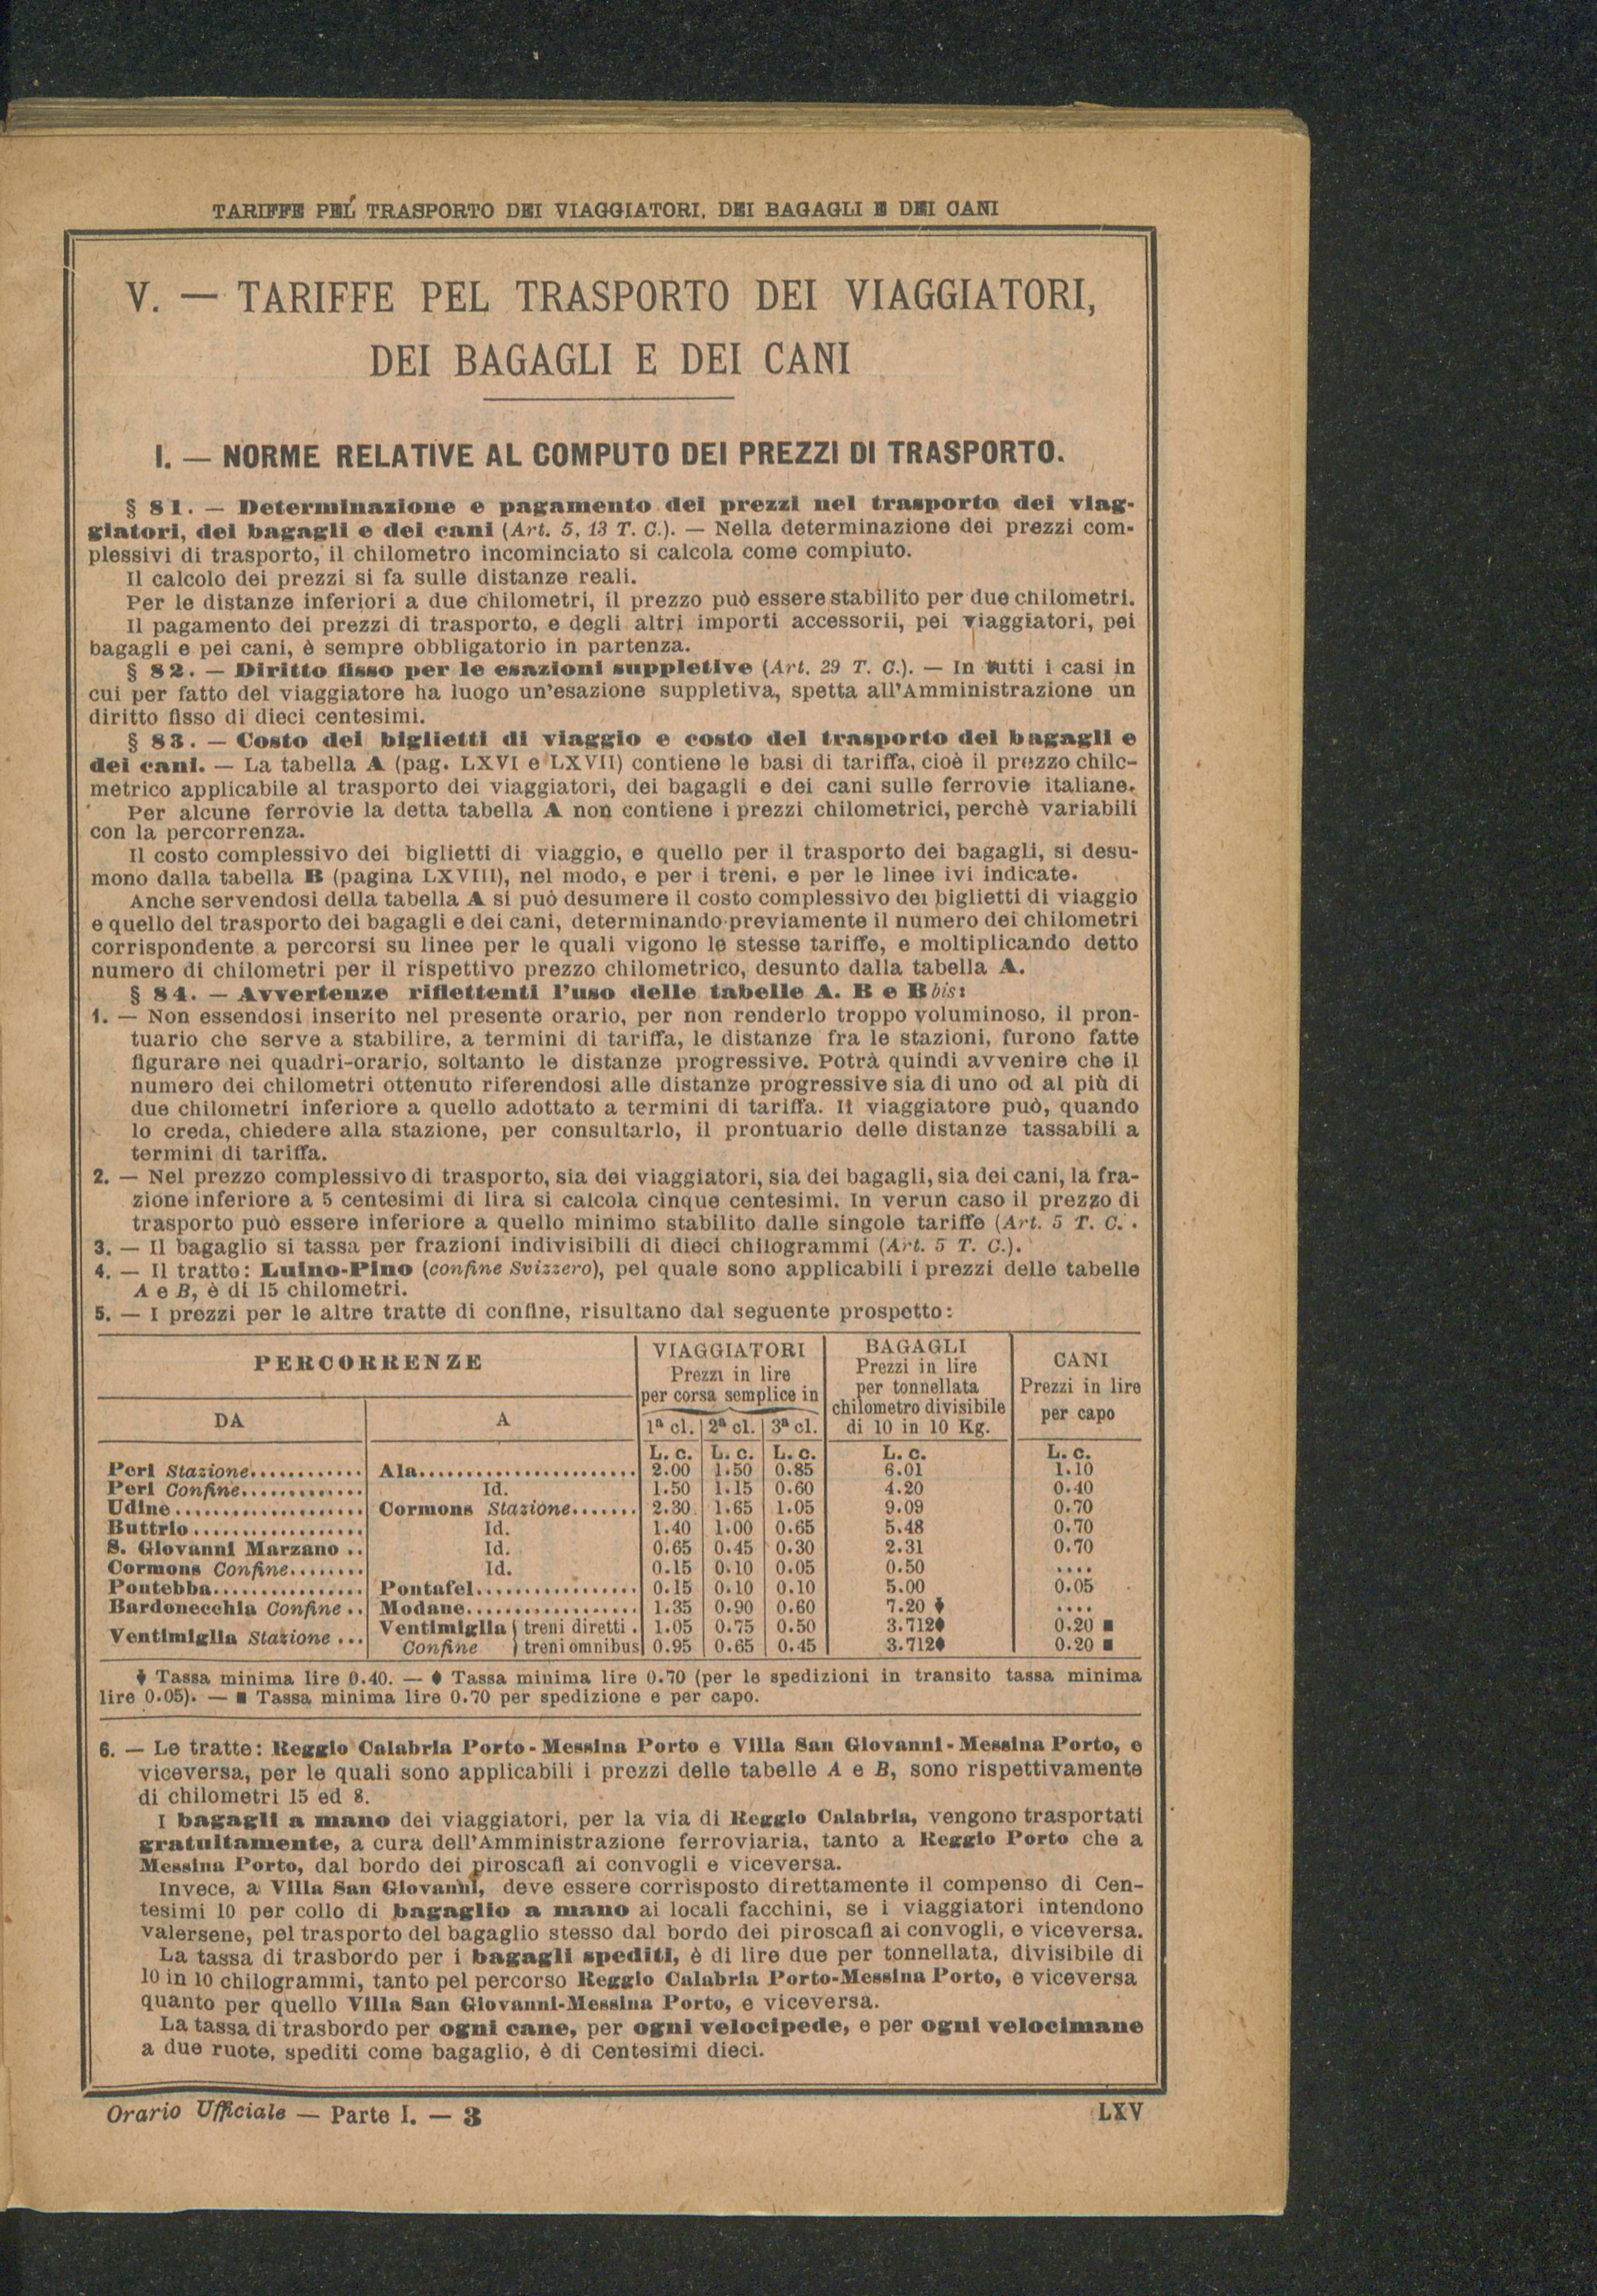 TARIFFE PEL TRASPORTO DEI VIAGGIATORI, DEI BAGAGLI E DEI CANI
V. — TARIFFE PEL TRASPORTO DEI VIAGGIATORI,
DEI BAGAGLI E DEI CANI
I. — NORME RELATIVE AL COMPUTO DEI PREZZI DI TRASPORTO.
§ 81. — Determinazione e pagamento dei prezzi nel trasporto dei viag-
giatori, dei bagagli e dei cani (Art. 5, 13 T. C.). — Nella determinazione dei prezzi com-
plessivi di trasporto, il chilometro incominciato si calcola come compiuto.
Il calcolo dei prezzi si fa sulle distanze reali.
Per le distanze inferiori a due chilometri, il prezzo può essere stabilito per due chilometri.
Il pagamento dei prezzi di trasporto, e degli altri importi accessorii, pei viaggiatori, pei
bagagli e pei cani, è sempre obbligatorio in partenza.
§ 82. — Diritto fisso per le esazioni suppletive (Art. 29 T. C.). — In tutti i casi in
cui per fatto del viaggiatore ha luogo un'esazione suppletiva, spetta all'Amministrazione un
diritto fisso di dieci centesimi.
§ 83. — Costo dei biglietti di viaggio e costo del trasporto dei bagagli e
dei cani. — La tabella A (pag. LXVI e LXVII) contiene le basi di tariffa, cioè il prezzo chilo-
metrico applicabile al trasporto dei viaggiatori, dei bagagli e dei cani sulle ferrovie italiane.
Per alcune ferrovie la detta tabella A non contiene i prezzi chilometrici, perchè variabili
con la percorrenza.
Il costo complessivo dei biglietti di viaggio, e quello per il trasporto dei bagagli, si desu-
mono dalla tabella B (pagina LXVIII), nel modo, e per i treni, e per le linee ivi indicate.
Anche servendosi della tabella A si può desumere il costo complessivo dei biglietti di viaggio
e quello del trasporto dei bagagli e dei cani, determinando previamente il numero dei chilometri
corrispondente a percorsi su linee per le quali vigono le stesse tariffe, e moltiplicando detto
numero di chilometri per il rispettivo prezzo chilometrico, desunto dalla tabella A.
§ 84. — Avvertenze riflettenti l'uso delle tabelle A. B e B bis:
1. — Non essendosi inserito nel presente orario, per non renderlo troppo voluminoso, il pron-
tuario che serve a stabilire, a termini di tariffa, le distanze fra le stazioni, furono fatte
figurare nei quadri-orario, soltanto le distanze progressive. Potrà quindi avvenire che il
numero dei chilometri ottenuto riferendosi alle distanze progressive sia di uno od al più di
due chilometri inferiore a quello adottato a termini di tariffa. Il viaggiatore può, quando
lo creda, chiedere alla stazione, per consultarlo, il prontuario delle distanze tassabili a
termini di tariffa.
2. — Nel prezzo complessivo di trasporto, sia dei viaggiatori, sia dei bagagli, sia dei cani, la fra-
zione inferiore a 5 centesimi di lira si calcola cinque centesimi. In verun caso il prezzo di
trasporto può essere inferiore a quello minimo stabilito dalle singole tariffe (Art. 5 T. C. .
3. — Il bagaglio si tassa per frazioni indivisibili di dieci chilogrammi (Art. 5 T. C.).
4. — Il tratto: Luino-Pino (confine Svizzero), pel quale sono applicabili i prezzi delle tabelle
A e B, è di 15 chilometri.
5. — I prezzi per le altre tratte di confine, risultano dal seguente prospetto:
PERCORRENZE VIAGGIATORI Prezzi in lire per corsa semplice in BAGAGLI Prezzi in lire per tonnellata chilometro divisibile di 10 in 10 Kg. CANI Prezzi in lire per capo
DA A 1ª cl. 2ª cl. 3ª cl.
L. c. L. c. L. c. L. c. L. c.
Peri Stazione............ Ala....................... 2.00 1.50 0.85 6.01 1.10
Peri Confine............. Id. 1.50 1.15 0.60 4.20 0.40
Udine.................... Cormons Stazione....... 2.30 1.65 1.05 9.09 0.70
Buttrio.................. Id. 1.40 1.00 0.65 5.48 0.70
S. Giovanni Marzano .. Id. 0.65 0.45 0.30 2.31 0.70
Cormons Confine........ Id. 0.15 0.10 0.05 0.50 ....
Pontebba................ Pontafel................. 0.15 0.10 0.10 5.00 0.05
Bardonecchia Confine .. Modane.................. 1.35 0.90 0.60 7.20 ⧫ ....
Ventimiglia Stazione ... Ventimiglia Confine treni diretti . 1.05 0.75 0.50 3.712♦ 0.20 ■
treni omnibus 0.95 0.65 0.45 3.712♦ 0.20 ■
⧫ Tassa minima lire 0.40. — ♦ Tassa minima lire 0.70 (per le spedizioni in transito tassa minima
lire 0.05). — ■ Tassa minima lire 0.70 per spedizione e per capo.
6. — Le tratte: Reggio Calabria Porto - Messina Porto e Villa San Giovanni - Messina Porto, e
viceversa, per le quali sono applicabili i prezzi delle tabelle A e B, sono rispettivamente
di chilometri 15 ed 8.
I bagagli a mano dei viaggiatori, per la via di Reggio Calabria, vengono trasportati
gratuitamente, a cura dell'Amministrazione ferroviaria, tanto a Reggio Porto che a
Messina Porto, dal bordo dei piroscafi ai convogli e viceversa.
Invece, a Villa San Giovanni, deve essere corrisposto direttamente il compenso di Cen-
tesimi 10 per collo di bagaglio a mano ai locali facchini, se i viaggiatori intendono
valersene, pel trasporto del bagaglio stesso dal bordo dei piroscafi ai convogli, e viceversa.
La tassa di trasbordo per i bagagli spediti, è di lire due per tonnellata, divisibile di
10 in 10 chilogrammi, tanto pel percorso Reggio Calabria Porto-Messina Porto, e viceversa
quanto per quello Villa San Giovanni-Messina Porto, e viceversa.
La tassa di trasbordo per ogni cane, per ogni velocipede, e per ogni velocimane
a due ruote, spediti come bagaglio, è di Centesimi dieci.
Orario Ufficiale — Parte I. — 3 LXV